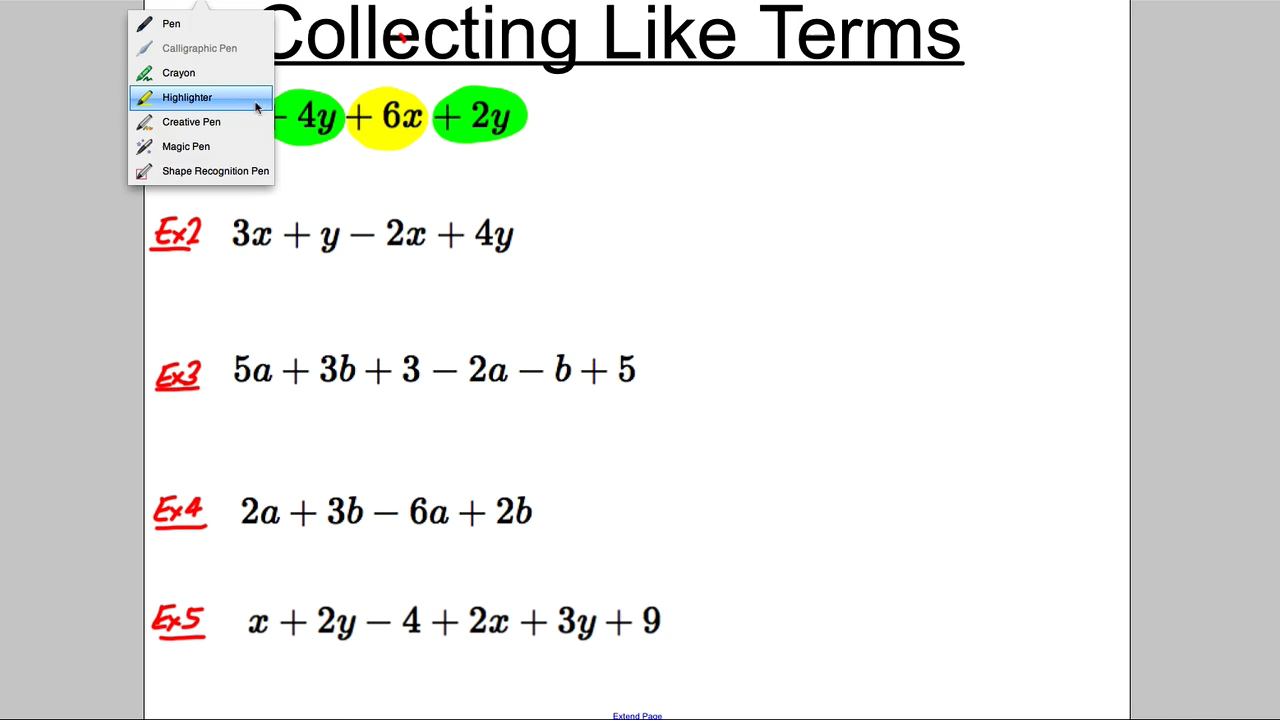 Collecting Like Terms
Pen
Calligraphic Pen
Crayon
Highlighter
Creative Pen
Magic Pen
Shape Recognition Pen
4y + 6x + 2y
Ex2 3x + y − 2x + 4y
Ex3 5a + 3b + 3 − 2a − b + 5
Ex4 2a + 3b − 6a + 2b
Ex5 x + 2y − 4 + 2x + 3y + 9
Extend Page